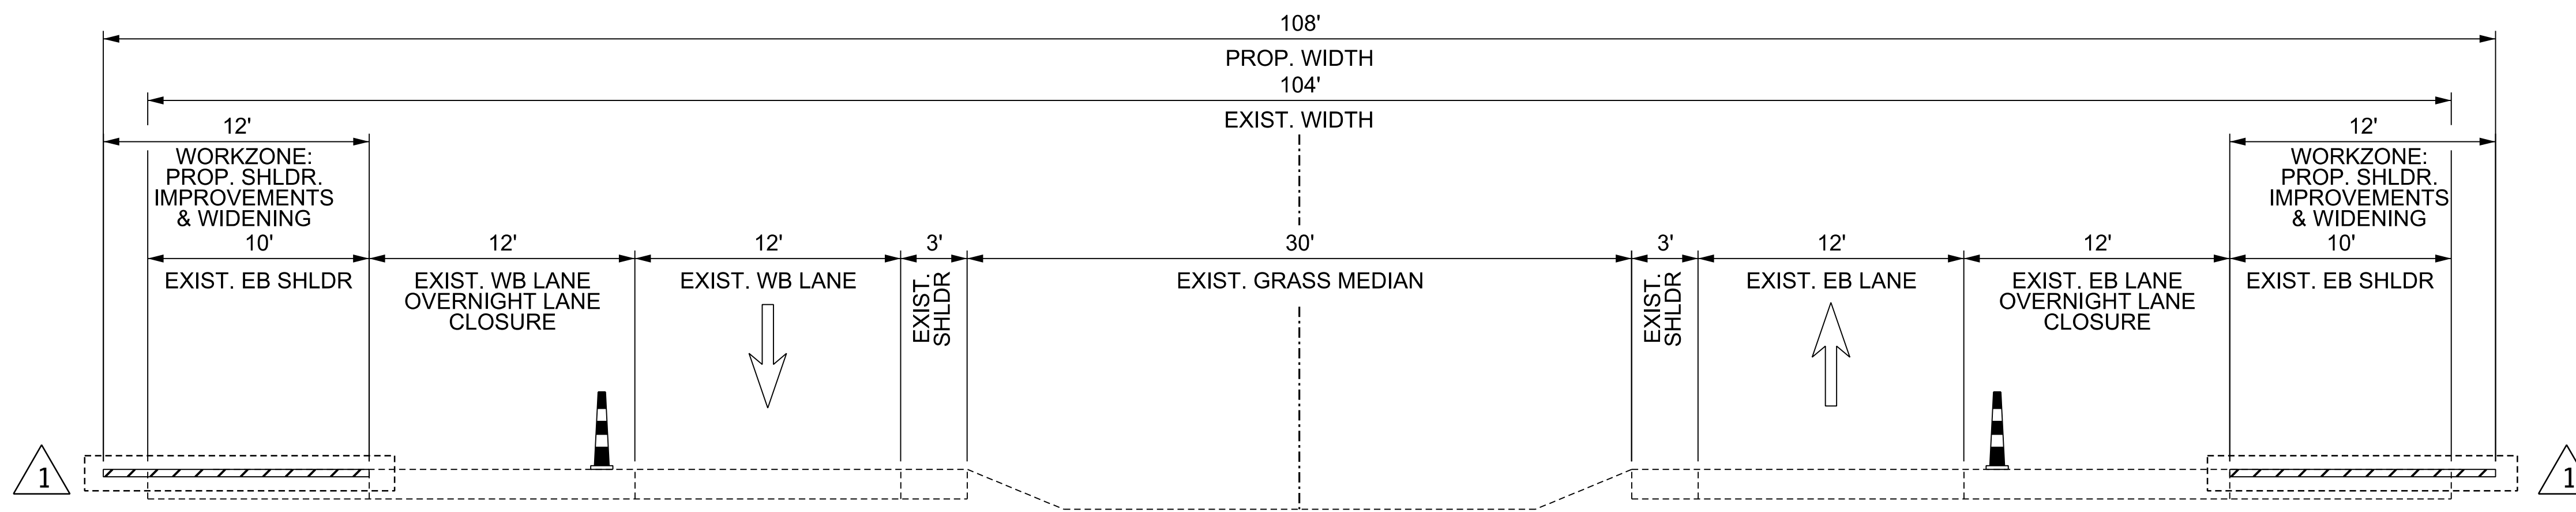 108'
PROP. WIDTH
104'
EXIST. WIDTH
12'
WORKZONE:
PROP. SHLDR.
IMPROVEMENTS
& WIDENING
12'
WORKZONE:
PROP. SHLDR.
IMPROVEMENTS
& WIDENING
10'
EXIST. EB SHLDR
12'
EXIST. WB LANE
OVERNIGHT LANE
CLOSURE
12'
EXIST. WB LANE
3'
EXIST.
SHLDR
30'
EXIST. GRASS MEDIAN
3'
EXIST.
SHLDR
12'
EXIST. EB LANE
12'
EXIST. EB LANE
OVERNIGHT LANE
CLOSURE
10'
EXIST. EB SHLDR
1
1